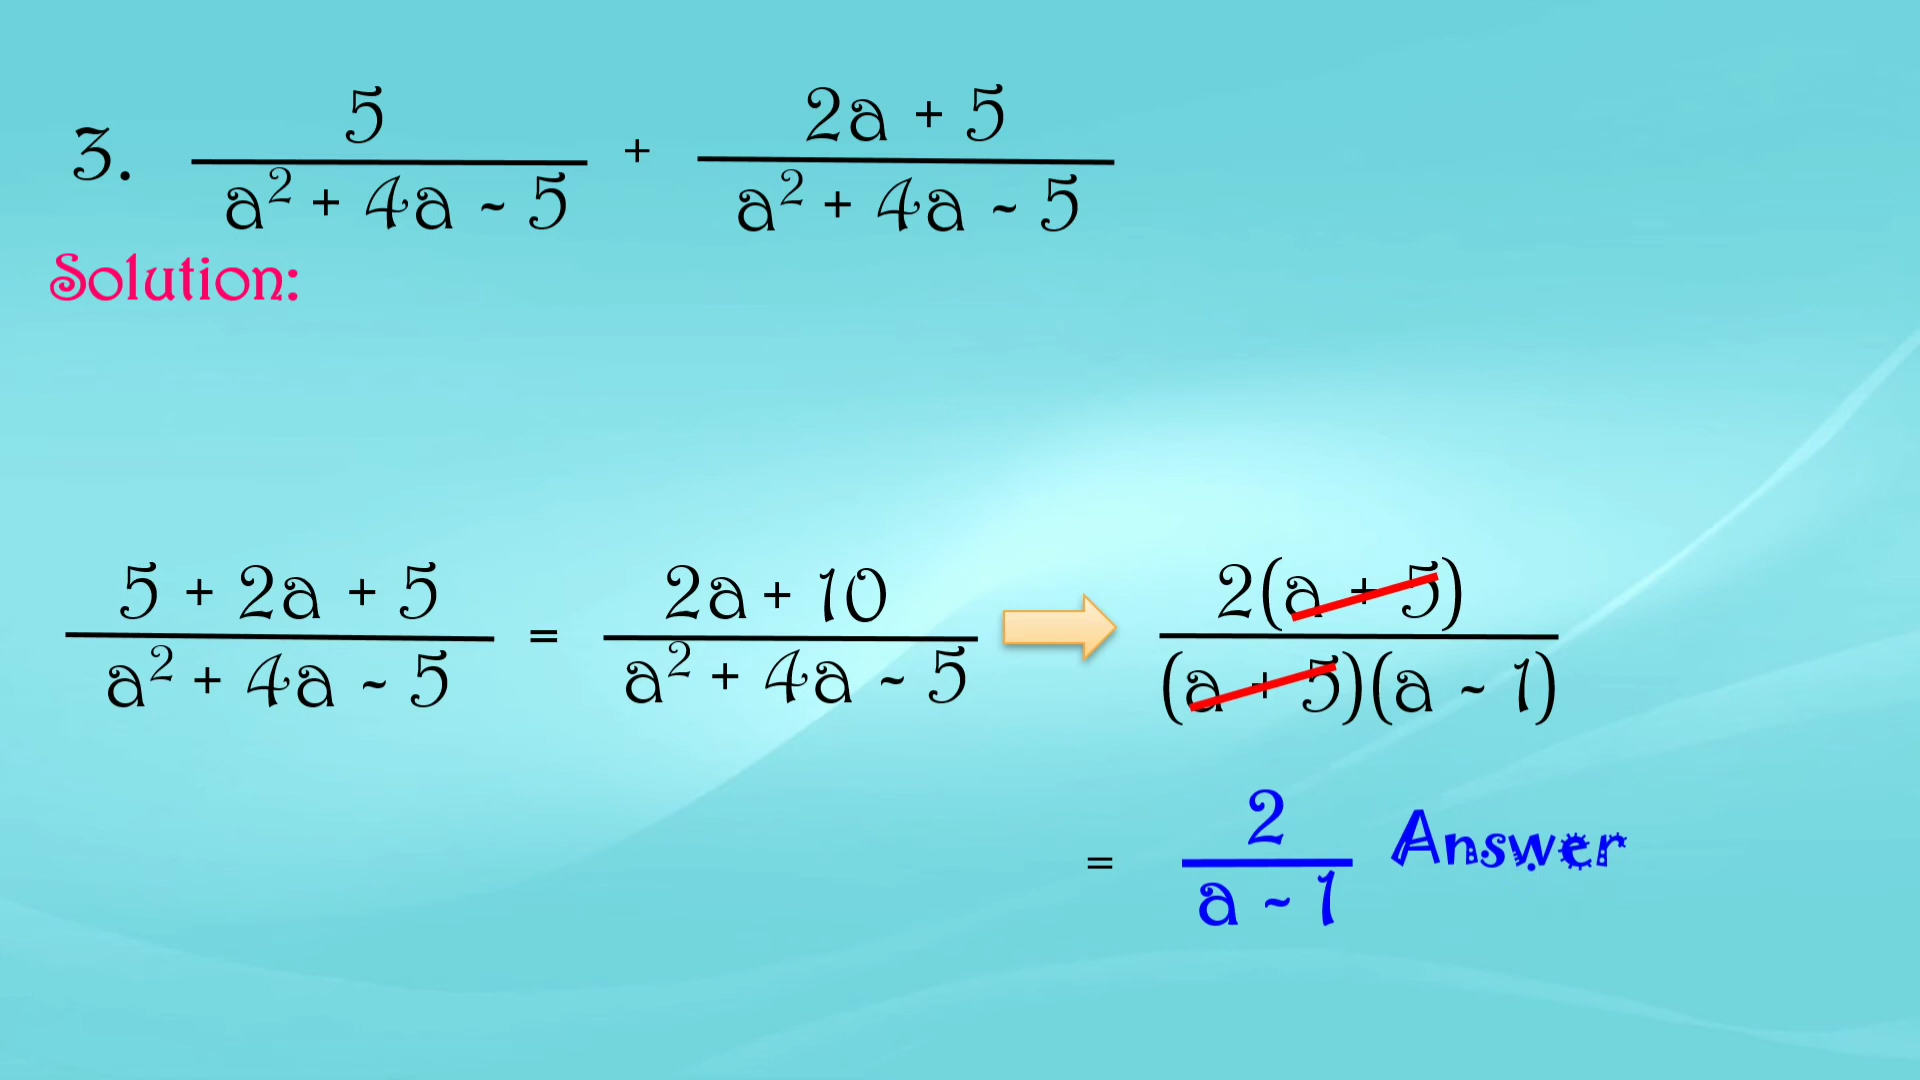 3. 5 / (a² + 4a - 5) + (2a + 5) / (a² + 4a - 5)
Solution:
(5 + 2a + 5) / (a² + 4a - 5) = (2a + 10) / (a² + 4a - 5) 2(a + 5) / (a + 5)(a - 1)
= 2 / (a - 1) Answer